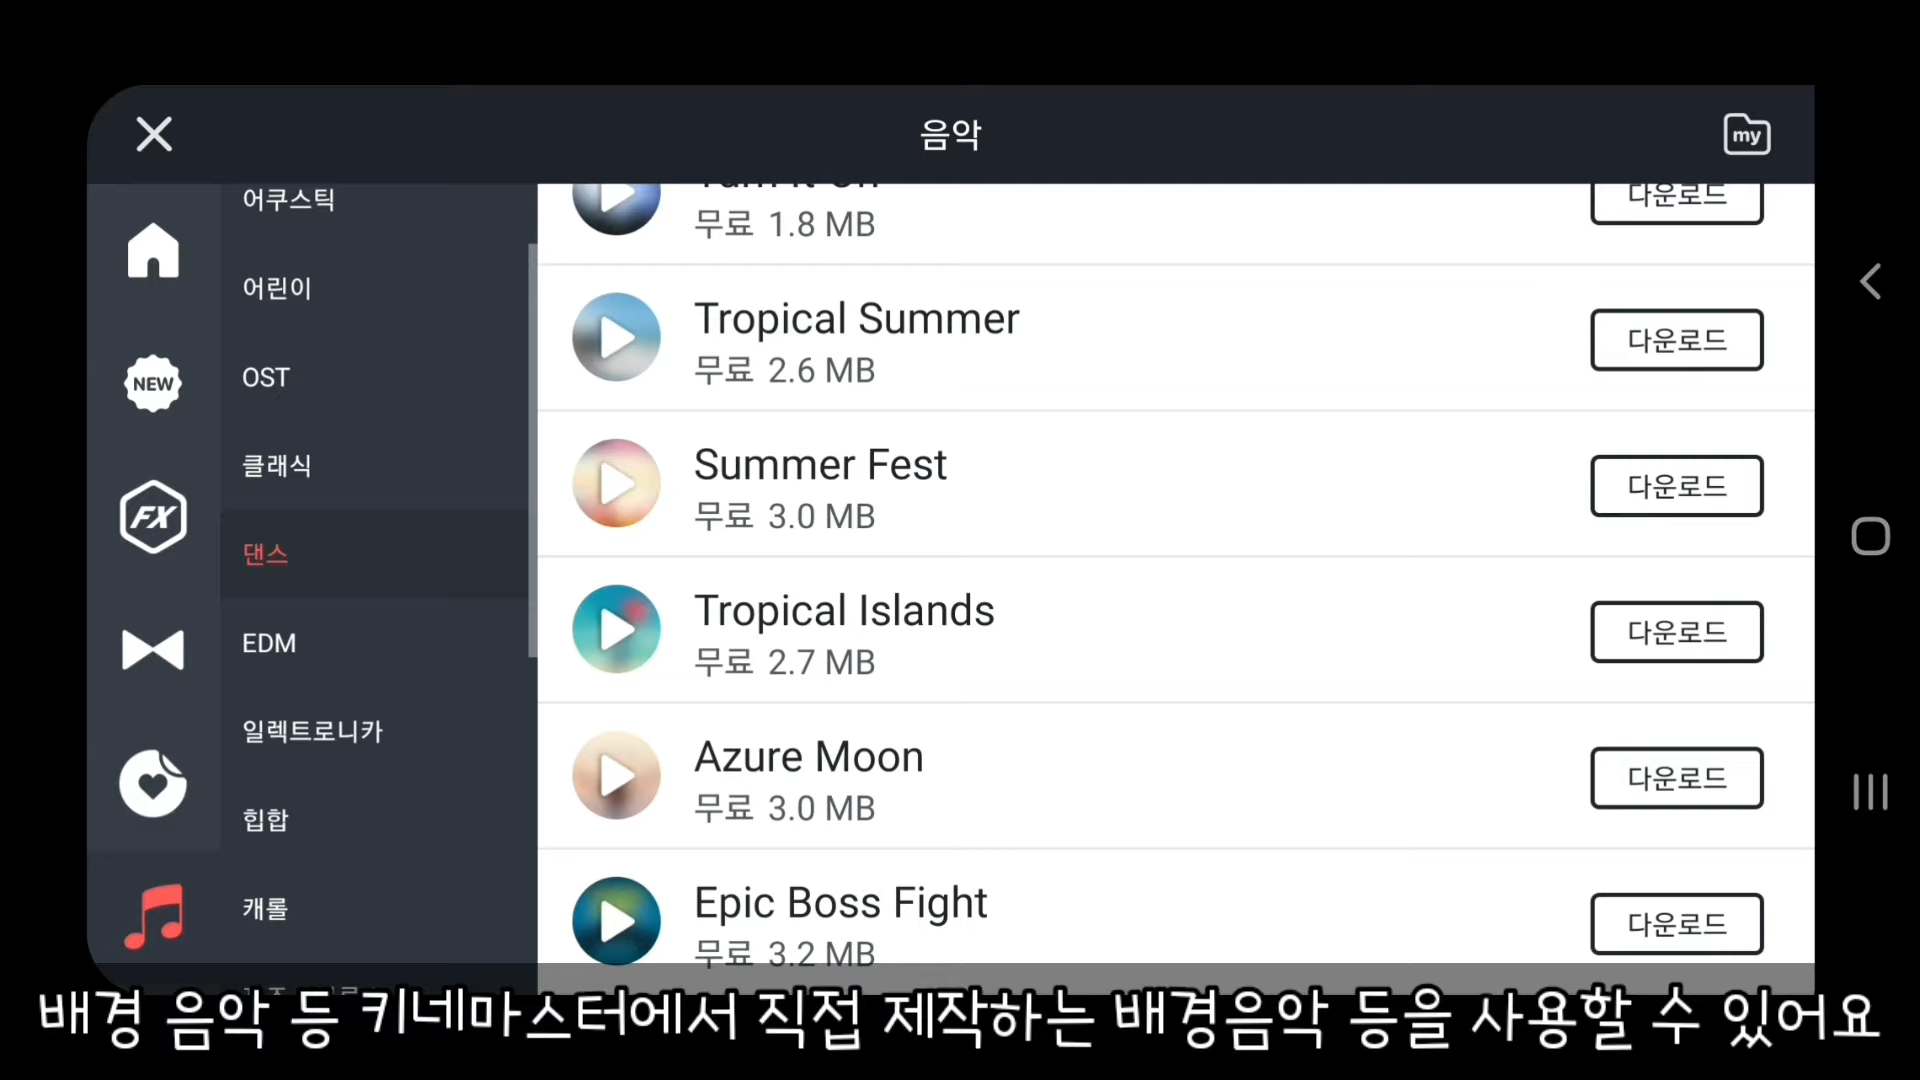 음악
my
어쿠스틱
어린이
OST
클래식
댄스
EDM
일렉트로니카
힙합
캐롤
NEW
FX
Turn It On
무료 1.8 MB
다운로드
Tropical Summer
무료 2.6 MB
다운로드
Summer Fest
무료 3.0 MB
다운로드
Tropical Islands
무료 2.7 MB
다운로드
Azure Moon
무료 3.0 MB
다운로드
Epic Boss Fight
무료 3.2 MB
다운로드
배경 음악 등 키네마스터에서 직접 제작하는 배경음악 등을 사용할 수 있어요